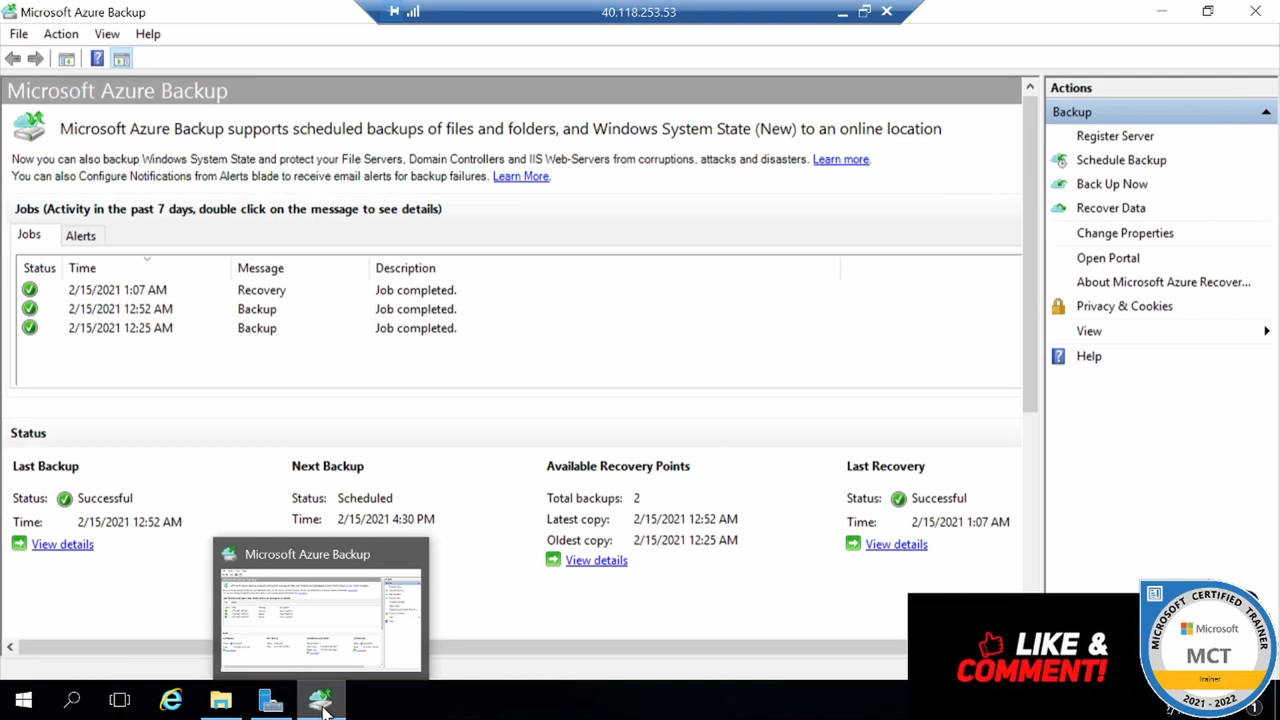 Microsoft Azure Backup
40.118.253.53
File Action View Help
Microsoft Azure Backup
Microsoft Azure Backup supports scheduled backups of files and folders, and Windows System State (New) to an online location
Now you can also backup Windows System State and protect your File Servers, Domain Controllers and IIS Web-Servers from corruptions, attacks and disasters. Learn more.
You can also Configure Notifications from Alerts blade to receive email alerts for backup failures. Learn More.
Jobs (Activity in the past 7 days, double click on the message to see details)
Jobs Alerts
Status Time Message Description
2/15/2021 1:07 AM Recovery Job completed.
2/15/2021 12:52 AM Backup Job completed.
2/15/2021 12:25 AM Backup Job completed.
Status
Last Backup
Status: Successful
Time: 2/15/2021 12:52 AM
View details
Next Backup
Status: Scheduled
Time: 2/15/2021 4:30 PM
Available Recovery Points
Total backups: 2
Latest copy: 2/15/2021 12:52 AM
Oldest copy: 2/15/2021 12:25 AM
View details
Last Recovery
Status: Successful
Time: 2/15/2021 1:07 AM
View details
Actions
Backup
Register Server
Schedule Backup
Back Up Now
Recover Data
Change Properties
Open Portal
About Microsoft Azure Recover...
Privacy & Cookies
View
Help
Microsoft Azure Backup
LIKE &
COMMENT!
MICROSOFT CERTIFIED TRAINER
Microsoft
MCT
Trainer
2021 - 2022